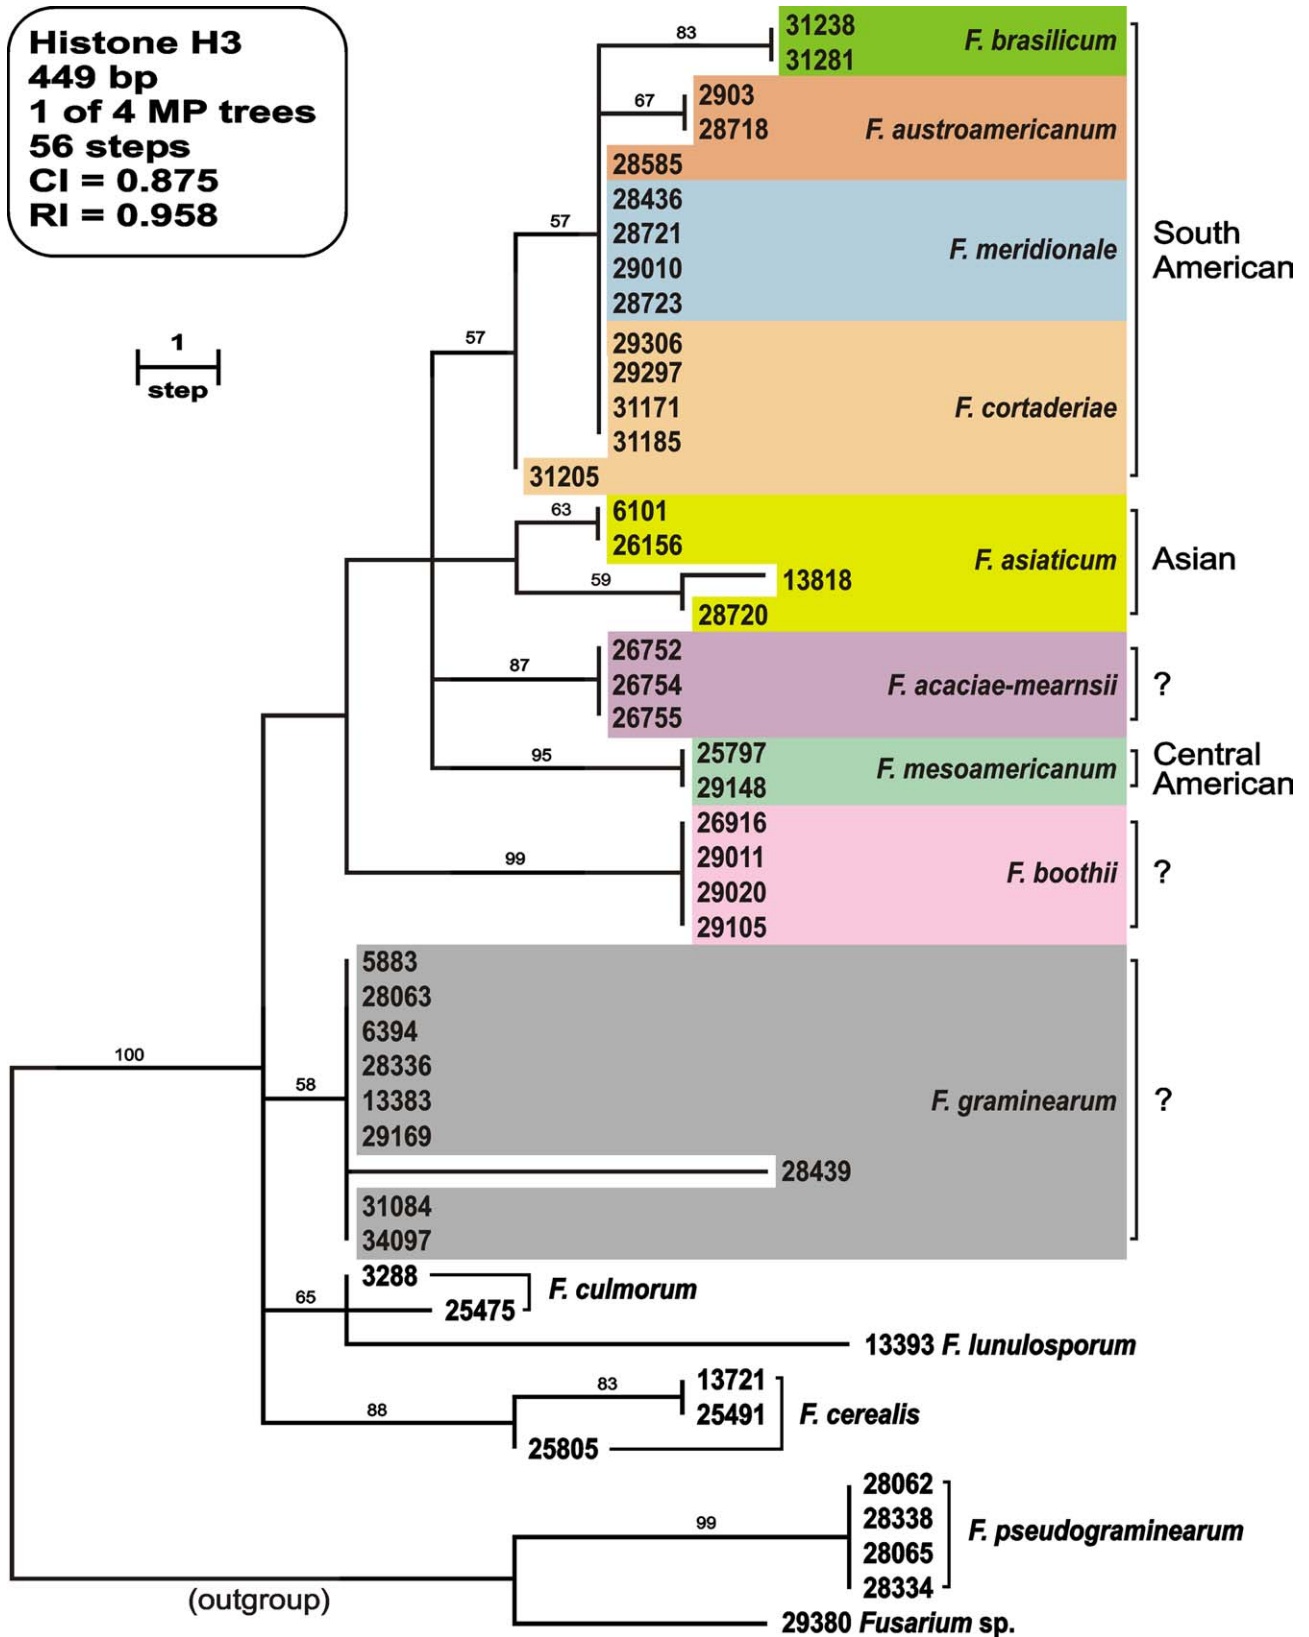 Histone H3
449 bp
1 of 4 MP trees
56 steps
CI = 0.875
RI = 0.958
1
step
83
31238
31281
F. brasilicum
67
2903
28718
28585
F. austroamericanum
57
28436
28721
29010
28723
F. meridionale
South
American
57
29306
29297
31171
31185
31205
F. cortaderiae
63
6101
26156
59
13818
28720
F. asiaticum
Asian
87
26752
26754
26755
F. acaciae-mearnsii
?
95
25797
29148
F. mesoamericanum
Central
American
99
26916
29011
29020
29105
F. boothii
?
100
58
5883
28063
6394
28336
13383
29169
28439
31084
34097
F. graminearum
?
65
3288
25475
F. culmorum
13393 F. lunulosporum
88
83
13721
25491
25805
F. cerealis
99
28062
28338
28065
28334
F. pseudograminearum
(outgroup)
29380 Fusarium sp.